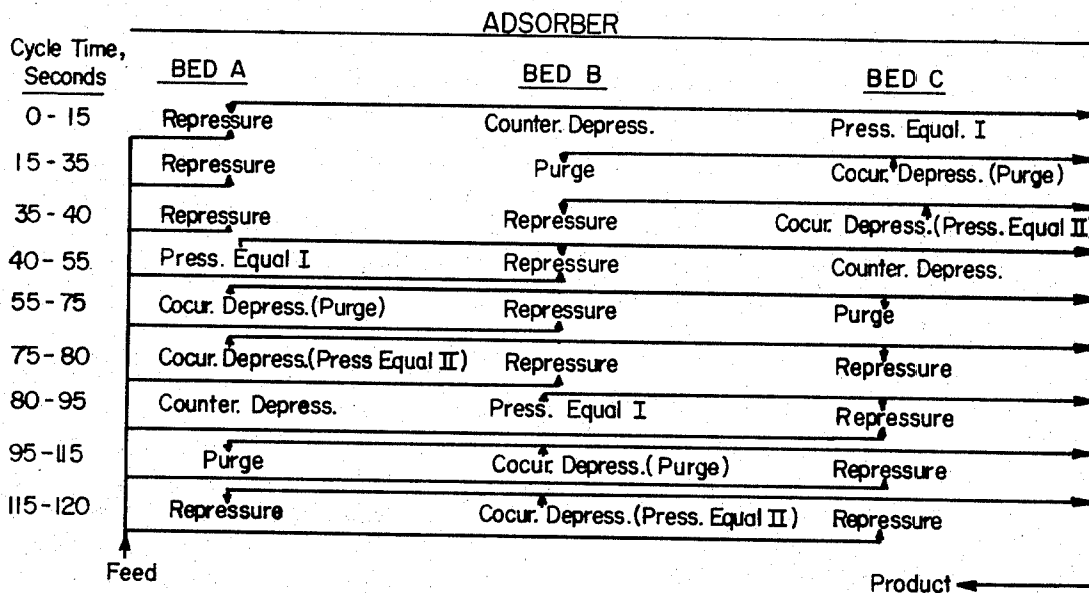 ADSORBER
Cycle Time,
Seconds
BED A BED B BED C
0-15 Repressure Counter. Depress. Press. Equal. I
15-35 Repressure Purge Cocur. Depress. (Purge)
35-40 Repressure Repressure Cocur. Depress.(Press. Equal II)
40-55 Press. Equal I Repressure Counter. Depress.
55-75 Cocur. Depress.(Purge) Repressure Purge
75-80 Cocur. Depress.(Press Equal II) Repressure Repressure
80-95 Counter. Depress. Press. Equal I Repressure
95-115 Purge Cocur. Depress.(Purge) Repressure
115-120 Repressure Cocur. Depress.(Press. Equal II) Repressure
Feed
Product